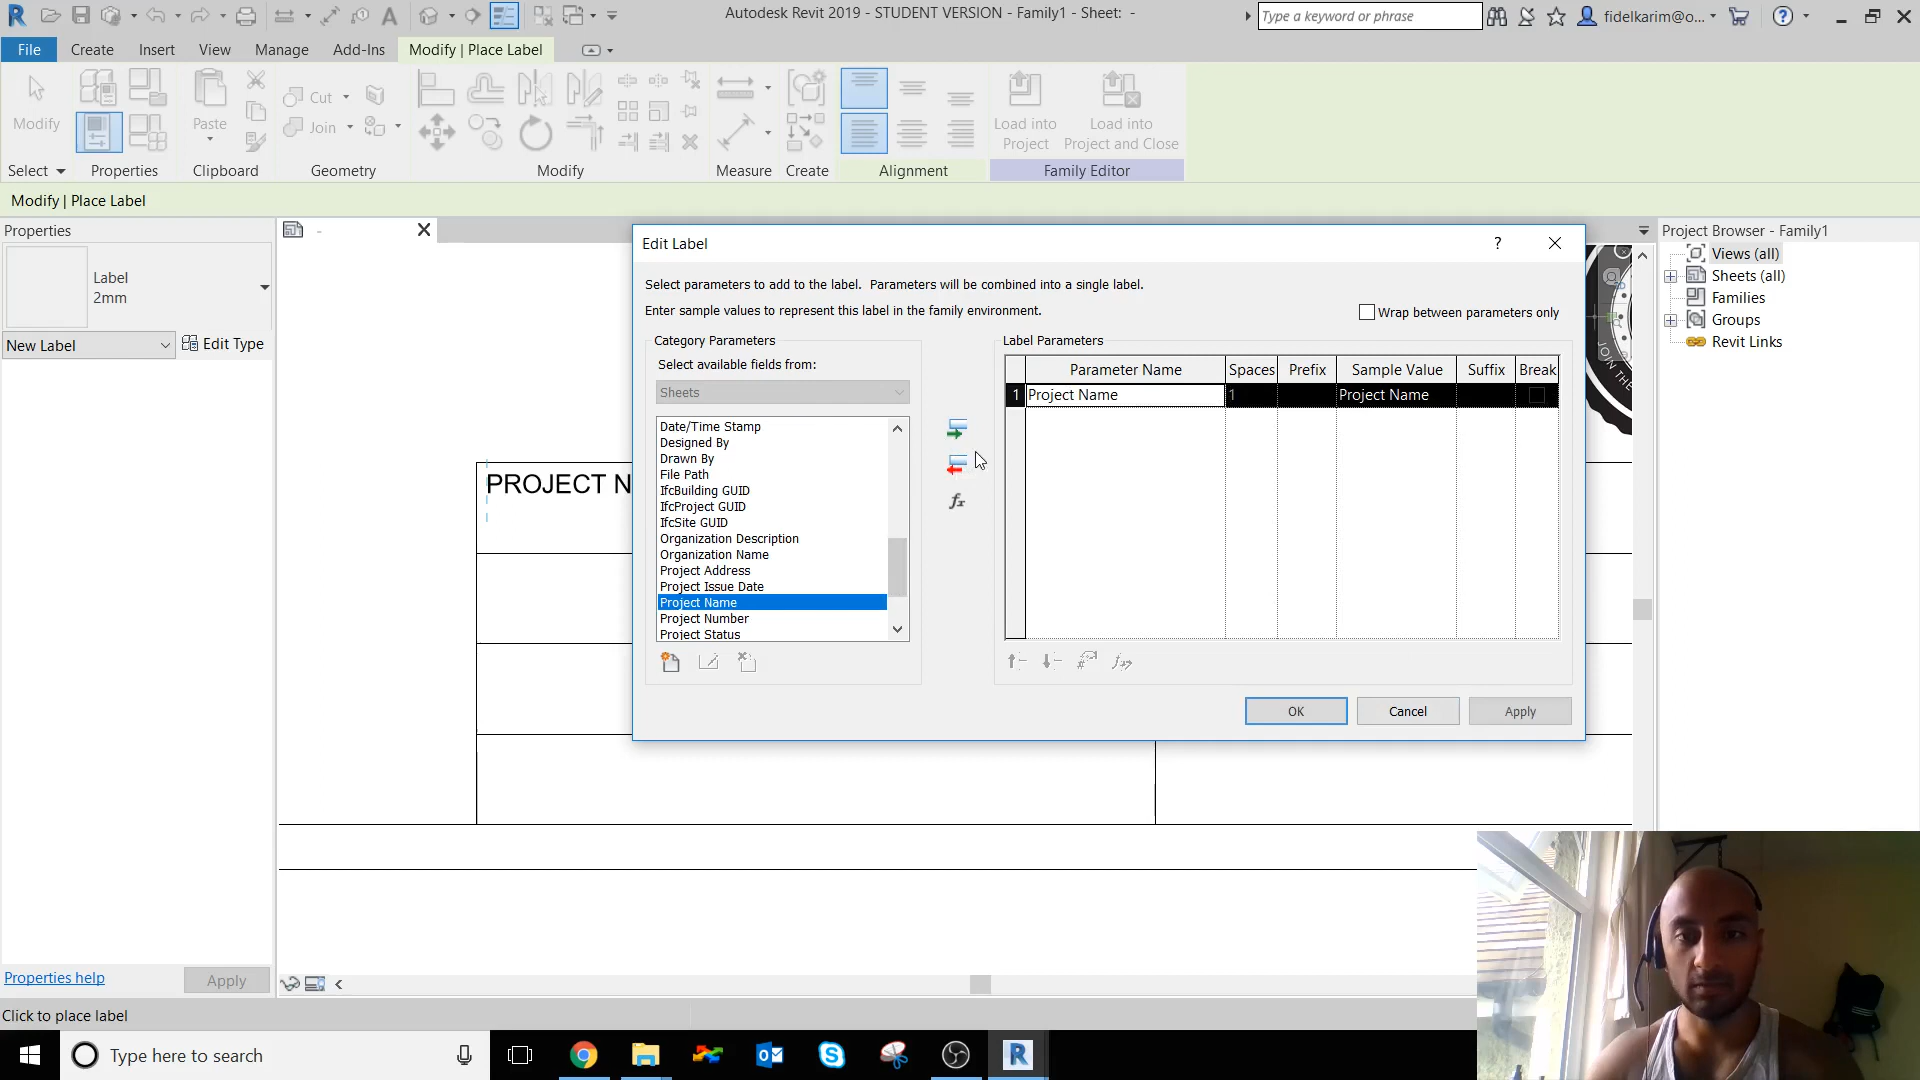 Autodesk Revit 2019 - STUDENT VERSION - Family1 - Sheet: -
Type a keyword or phrase
fidelkarim@o...
File
Create
Insert
View
Manage
Add-Ins
Modify | Place Label
Modify
Paste
Cut
Join
Load into
Project
Load into
Project and Close
Select
Properties
Clipboard
Geometry
Modify
Measure
Create
Alignment
Family Editor
Modify | Place Label
Properties
-
Label
2mm
New Label
Edit Type
Edit Label
Select parameters to add to the label. Parameters will be combined into a single label.
Enter sample values to represent this label in the family environment.
Wrap between parameters only
Category Parameters
Select available fields from:
Sheets
Date/Time Stamp
Designed By
Drawn By
File Path
IfcBuilding GUID
IfcProject GUID
IfcSite GUID
Organization Description
Organization Name
Project Address
Project Issue Date
Project Name
Project Number
Project Status
fx
Label Parameters
Parameter Name Spaces Prefix Sample Value Suffix Break
1 Project Name 1 Project Name
OK
Cancel
Apply
PROJECT N
JOIN THE
Project Browser - Family1
Views (all)
Sheets (all)
Families
Groups
Revit Links
Properties help
Apply
Click to place label
Type here to search